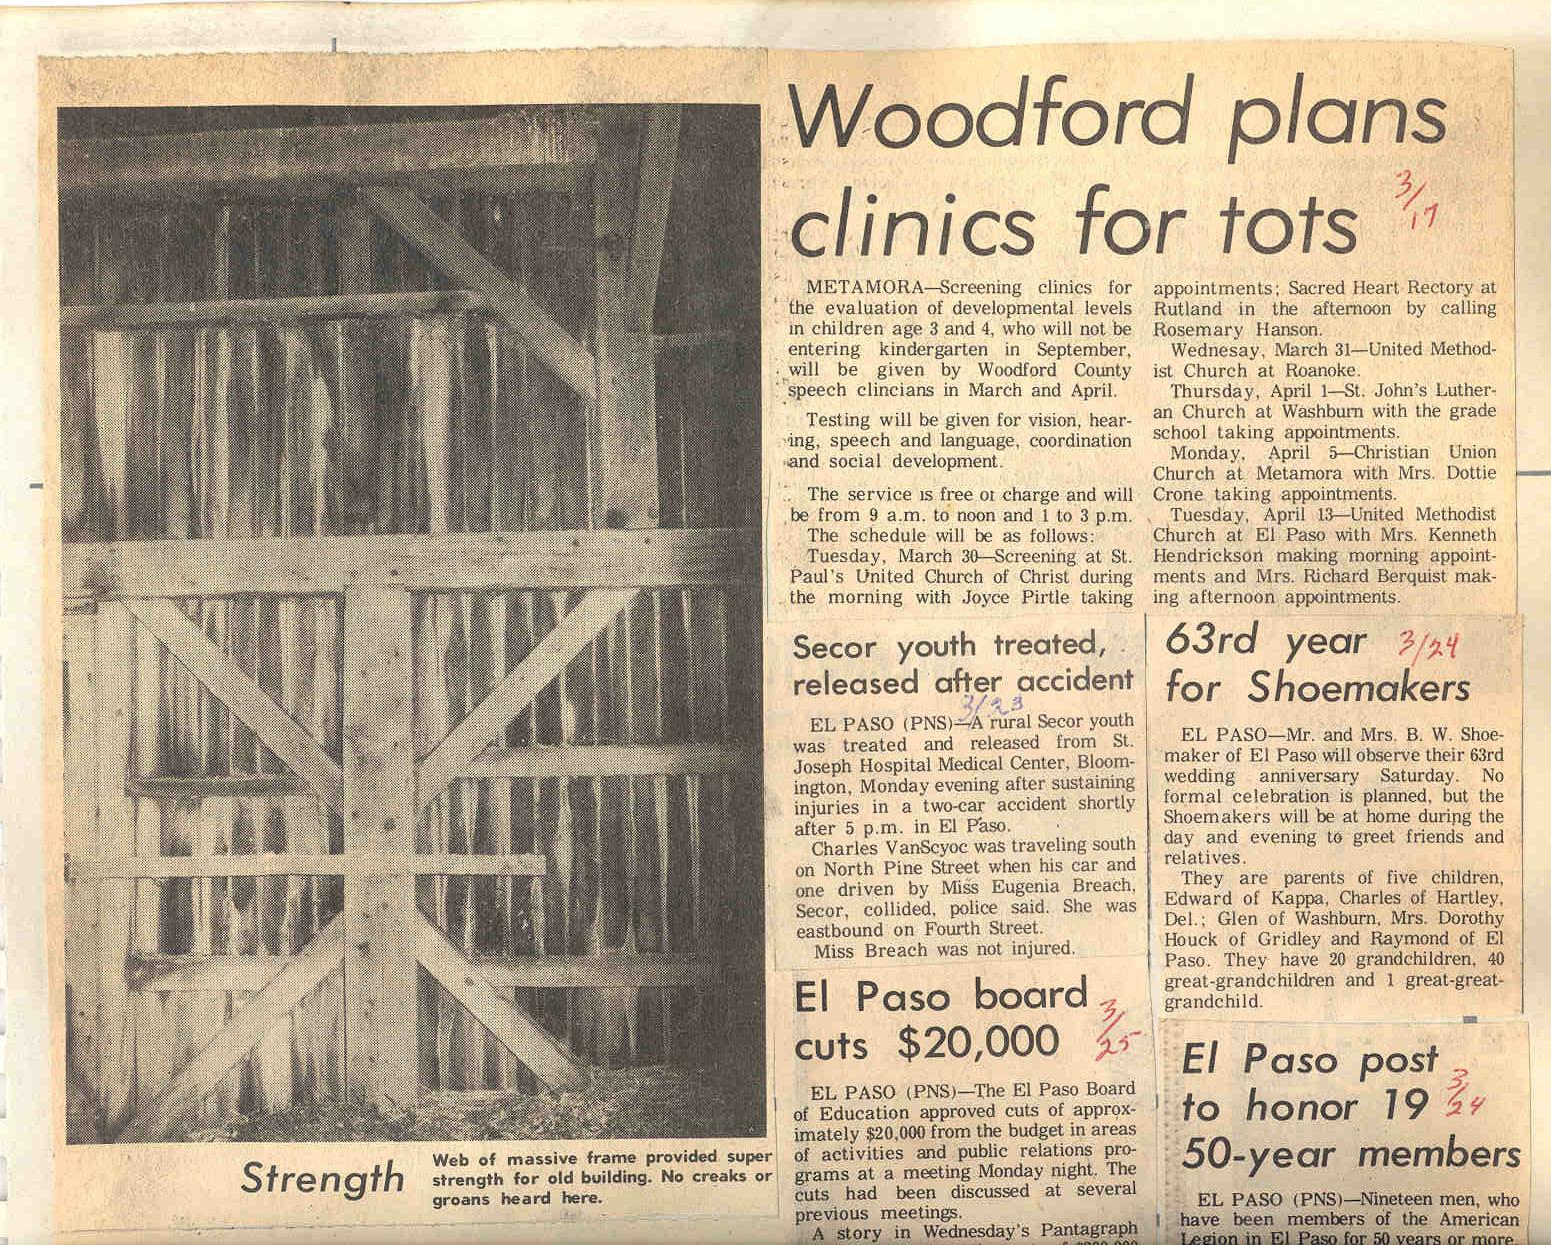 Strength
Web of massive frame provided super
strength for old building. No creaks or
groans heard here.
Woodford plans
clinics for tots
3/17
METAMORA—Screening clinics for
the evaluation of developmental levels
in children age 3 and 4, who will not be
entering kindergarten in September,
will be given by Woodford County
speech clincians in March and April.
Testing will be given for vision, hear-
ing, speech and language, coordination
and social development.
The service is free of charge and will
be from 9 a.m. to noon and 1 to 3 p.m.
The schedule will be as follows:
Tuesday, March 30—Screening at St.
Paul's United Church of Christ during
the morning with Joyce Pirtle taking
appointments; Sacred Heart Rectory at
Rutland in the afternoon by calling
Rosemary Hanson.
Wednesay, March 31—United Method-
ist Church at Roanoke.
Thursday, April 1—St. John's Luther-
an Church at Washburn with the grade
school taking appointments.
Monday, April 5—Christian Union
Church at Metamora with Mrs. Dottie
Crone taking appointments.
Tuesday, April 13—United Methodist
Church at El Paso with Mrs. Kenneth
Hendrickson making morning appoint-
ments and Mrs. Richard Berquist mak-
ing afternoon appointments.
Secor youth treated,
released after accident
3/23
EL PASO (PNS)—A rural Secor youth
was treated and released from St.
Joseph Hospital Medical Center, Bloom-
ington, Monday evening after sustaining
injuries in a two-car accident shortly
after 5 p.m. in El Paso.
Charles VanScyoc was traveling south
on North Pine Street when his car and
one driven by Miss Eugenia Breach,
Secor, collided, police said. She was
eastbound on Fourth Street.
Miss Breach was not injured.
El Paso board
cuts $20,000
3/25
EL PASO (PNS)—The El Paso Board
of Education approved cuts of approx-
imately $20,000 from the budget in areas
of activities and public relations pro-
grams at a meeting Monday night. The
cuts had been discussed at several
previous meetings.
A story in Wednesday's Pantagraph
63rd year
for Shoemakers
3/24
EL PASO—Mr. and Mrs. B. W. Shoe-
maker of El Paso will observe their 63rd
wedding anniversary Saturday. No
formal celebration is planned, but the
Shoemakers will be at home during the
day and evening to greet friends and
relatives.
They are parents of five children,
Edward of Kappa, Charles of Hartley,
Del.; Glen of Washburn, Mrs. Dorothy
Houck of Gridley and Raymond of El
Paso. They have 20 grandchildren, 40
great-grandchildren and 1 great-great-
grandchild.
El Paso post
to honor 19
50-year members
3/24
EL PASO (PNS)—Nineteen men, who
have been members of the American
Legion in El Paso for 50 years or more,